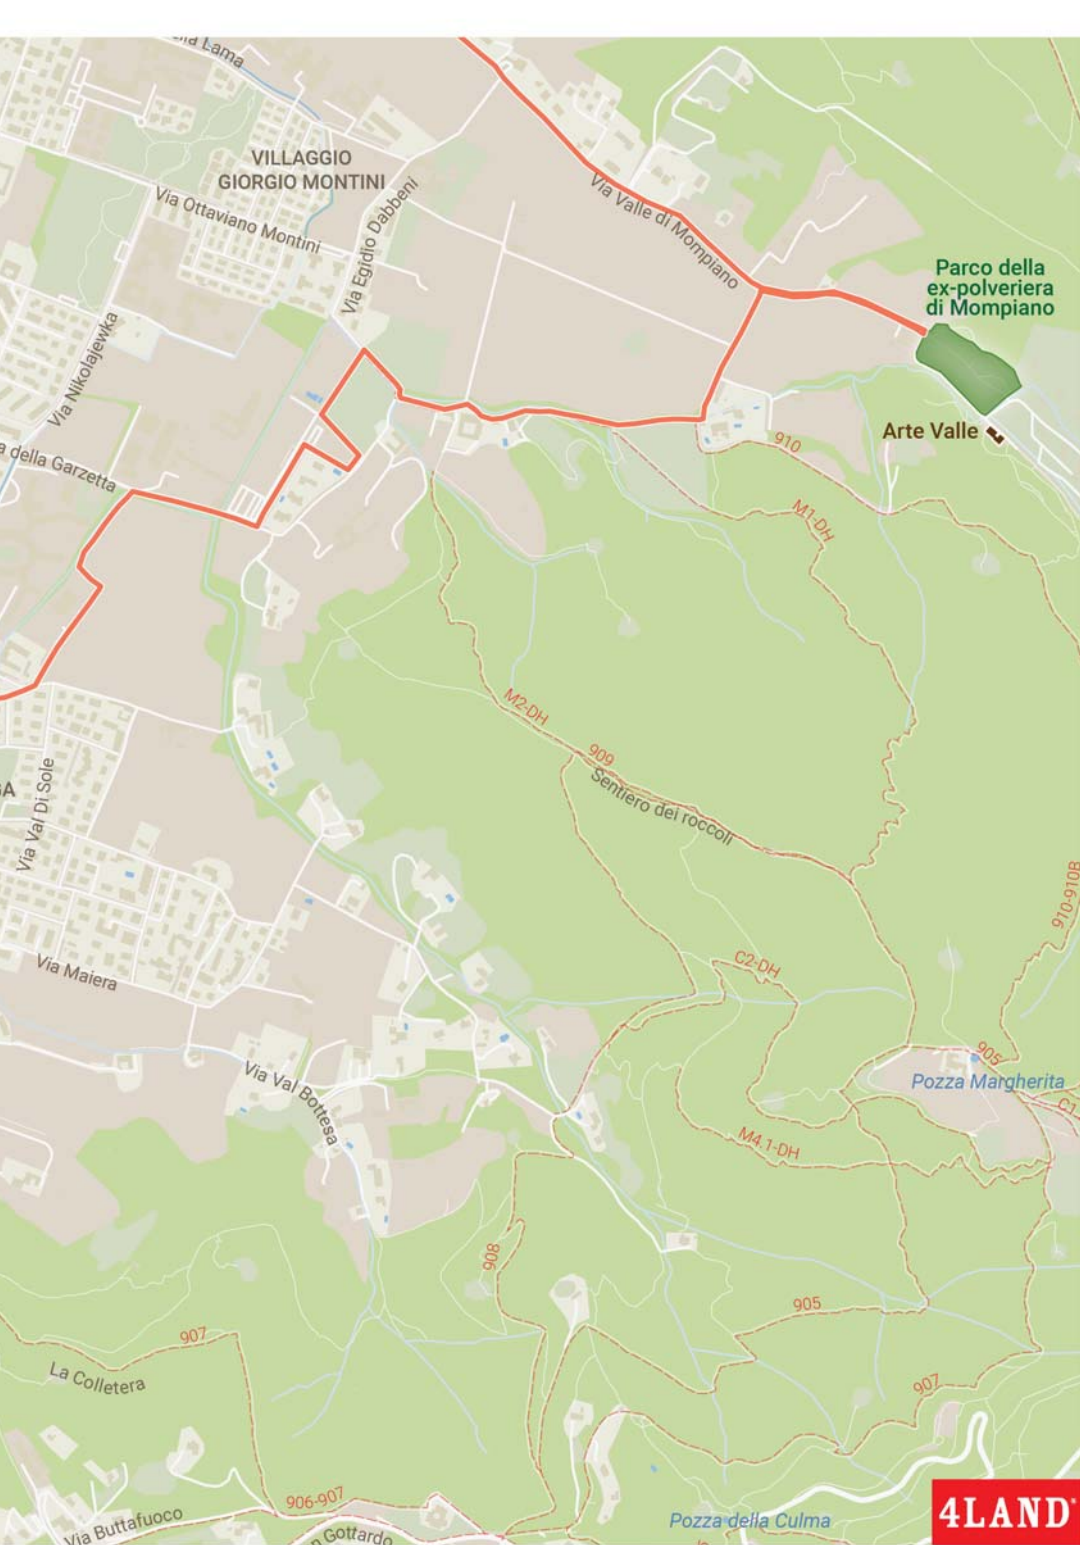 Lama
VILLAGGIO
GIORGIO MONTINI
Via Ottaviano Montini
Via Egidio Dabbeni
Via Valle di Mompiano
Parco della
ex-polveriera
di Mompiano
Via Nikolajewka
della Garzetta
Arte Valle
910
M1-DH
M2-DH
909
Sentiero dei roccoli
Via Val Di Sole
910-910B
Via Maiera
C2-DH
905
Pozza Margherita
C1-
Via Val Bottesa
M4.1-DH
908
905
907
La Colletera
907
906-907
Via Buttafuoco
Gottardo
Pozza della Culma
4LAND